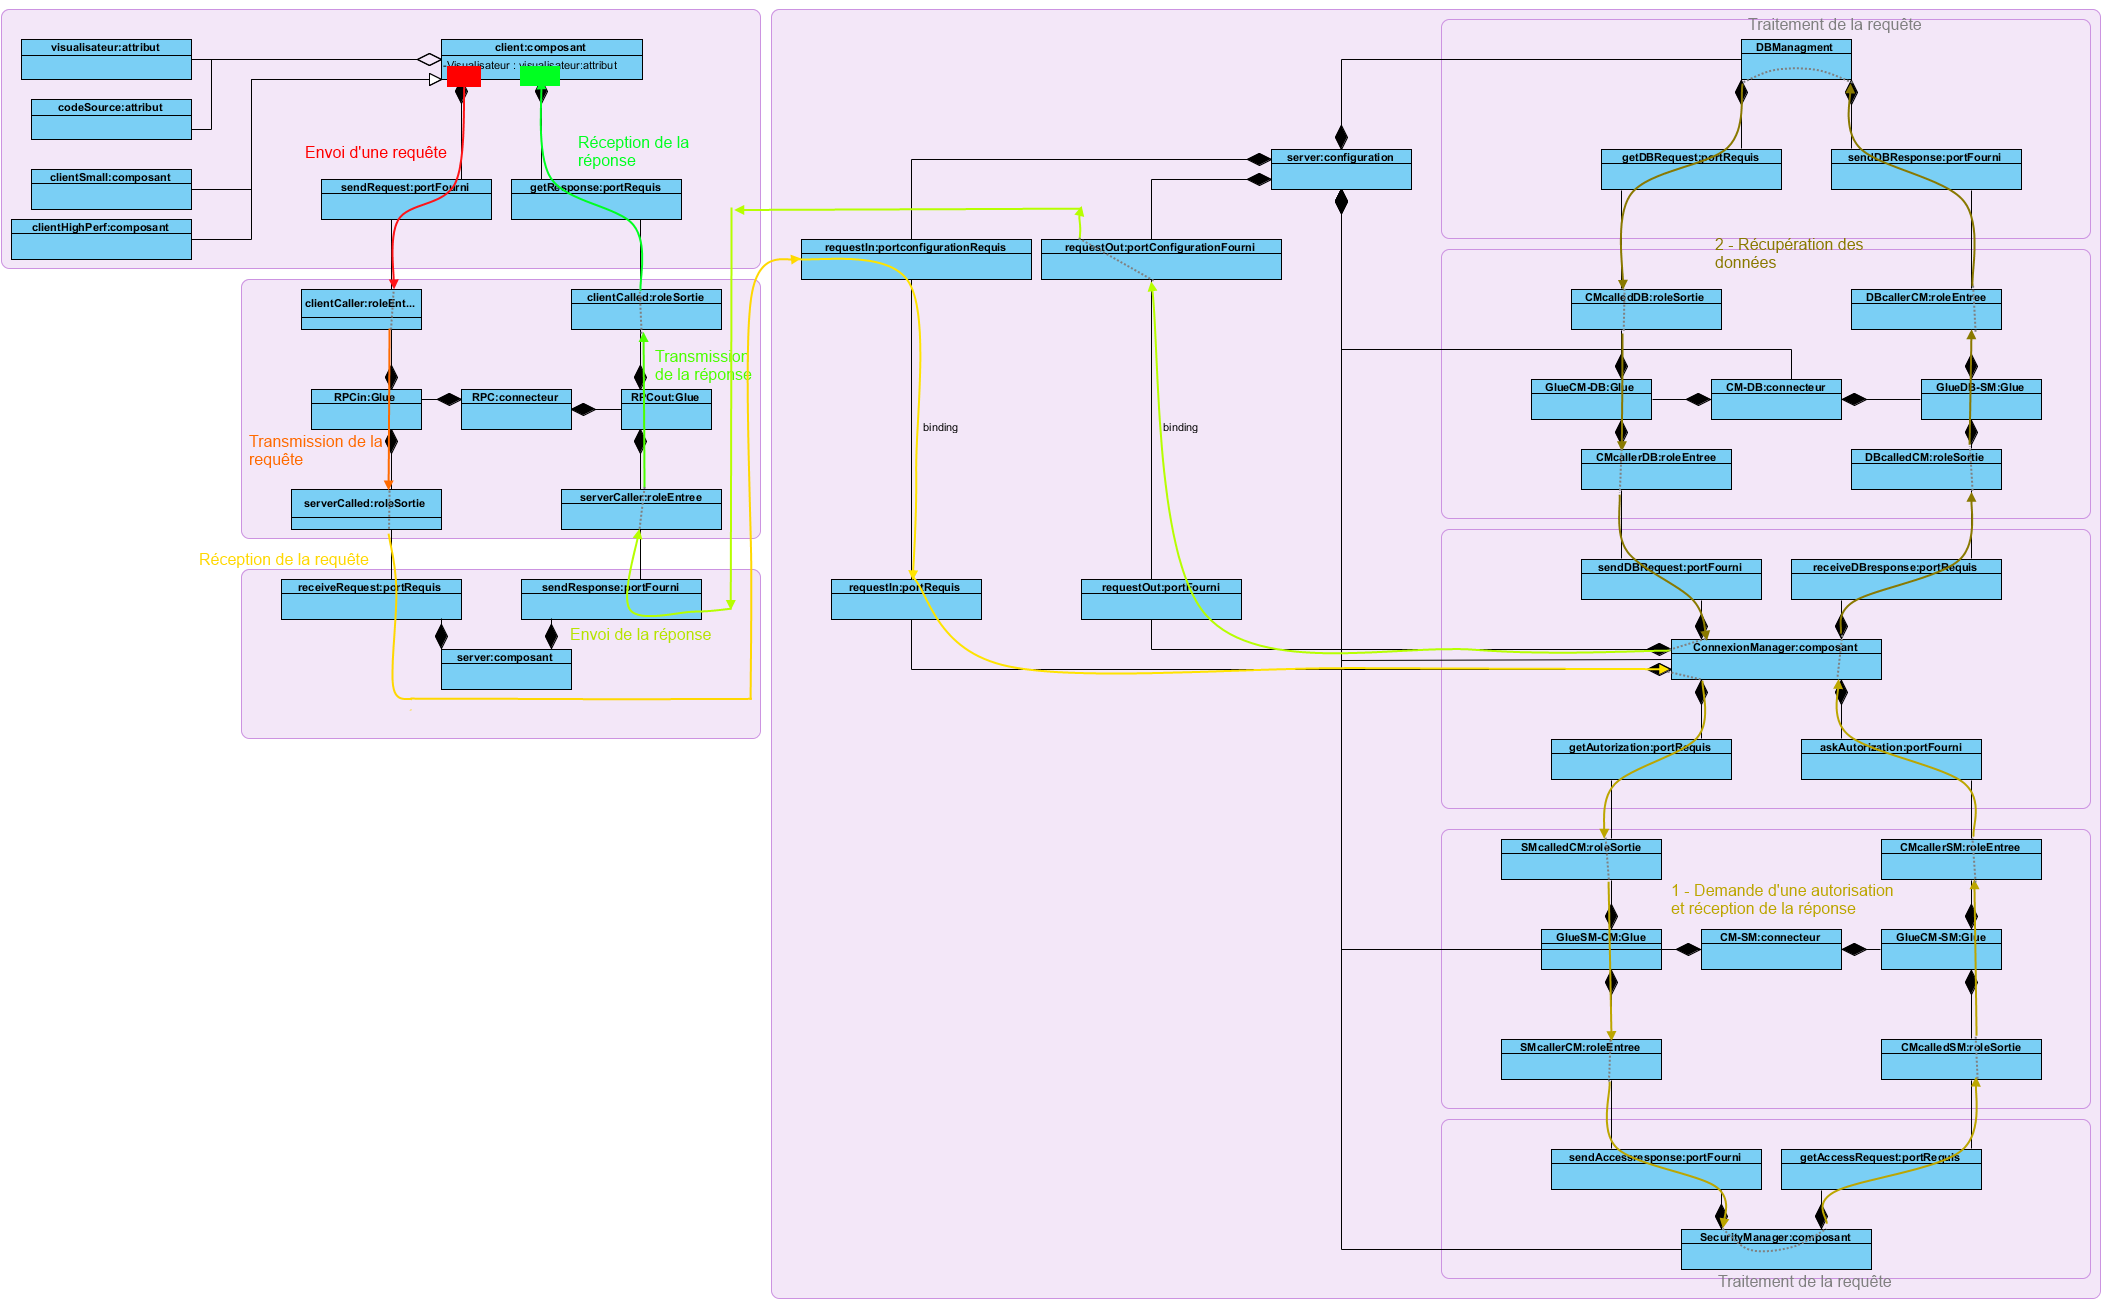 visualisateur:attribut
client:composant
-Visualisateur : visualisateur:attribut
codeSource:attribut
clientSmall:composant
clientHighPerf:composant
Envoi d'une requête
Réception de la
réponse
sendRequest:portFourni
getResponse:portRequis
clientCaller:roleEnt...
clientCalled:roleSortie
Transmission
de la réponse
RPCin:Glue
RPC:connecteur
RPCout:Glue
Transmission de la
requête
serverCalled:roleSortie
serverCaller:roleEntree
Réception de la requête
receiveRequest:portRequis
sendResponse:portFourni
Envoi de la réponse
server:composant
server:configuration
requestIn:portconfigurationRequis
requestOut:portConfigurationFourni
binding
binding
requestIn:portRequis
requestOut:portFourni
Traitement de la requête
DBManagment
getDBRequest:portRequis
sendDBResponse:portFourni
2 - Récupération des
données
CMcalledDB:roleSortie
DBcallerCM:roleEntree
GlueCM-DB:Glue
CM-DB:connecteur
GlueDB-SM:Glue
CMcallerDB:roleEntree
DBcalledCM:roleSortie
sendDBRequest:portFourni
receiveDBresponse:portRequis
ConnexionManager:composant
getAutorization:portRequis
askAutorization:portFourni
SMcalledCM:roleSortie
CMcallerSM:roleEntree
1 - Demande d'une autorisation
et réception de la réponse
GlueSM-CM:Glue
CM-SM:connecteur
GlueCM-SM:Glue
SMcallerCM:roleEntree
CMcalledSM:roleSortie
sendAccessresponse:portFourni
getAccessRequest:portRequis
SecurityManager:composant
Traitement de la requête